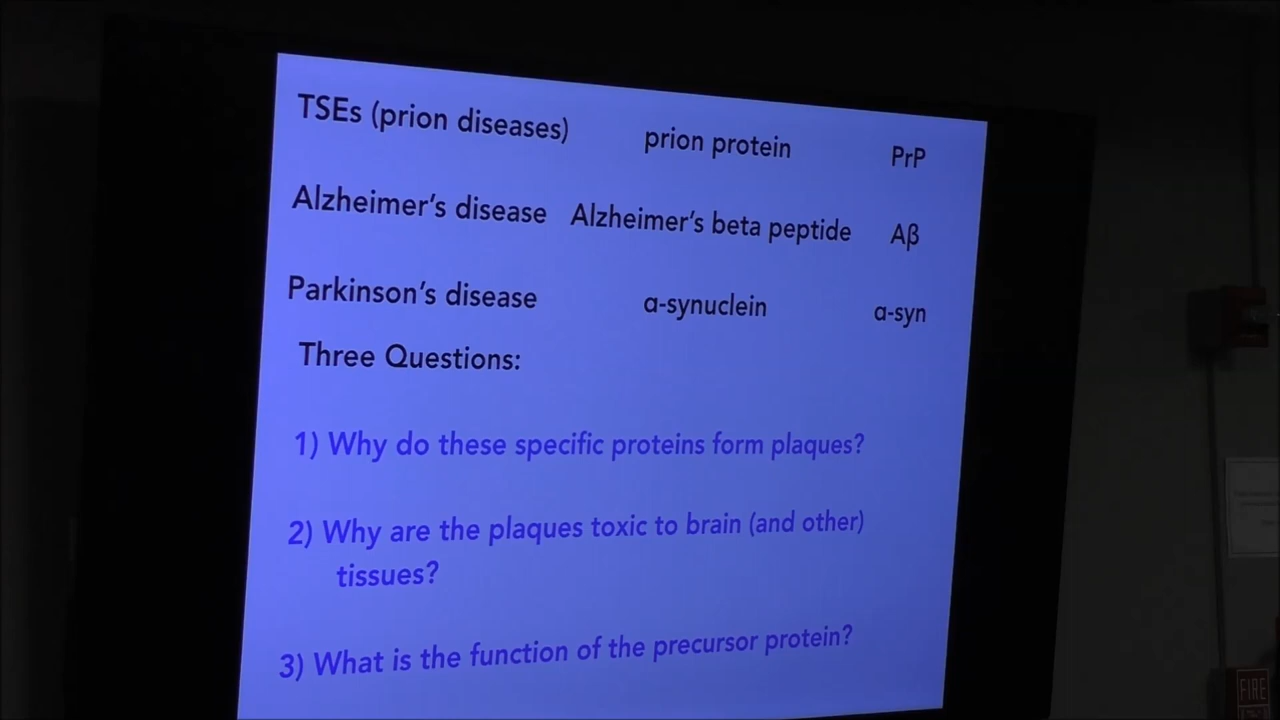 TSEs (prion diseases) prion protein PrP
Alzheimer's disease Alzheimer's beta peptide Aβ
Parkinson's disease α-synuclein α-syn
Three Questions:
1) Why do these specific proteins form plaques?
2) Why are the plaques toxic to brain (and other)
tissues?
3) What is the function of the precursor protein?
FIRE